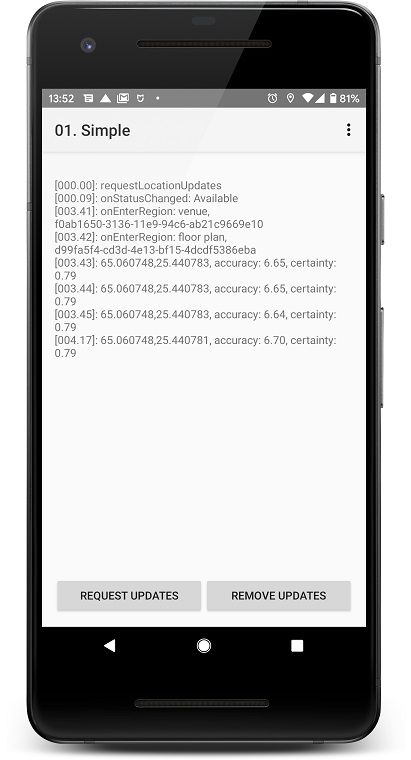 13:52 81%
01. Simple
[000.00]: requestLocationUpdates
[000.09]: onStatusChanged: Available
[003.41]: onEnterRegion: venue,
f0ab1650-3136-11e9-94c6-ab21c9669e10
[003.42]: onEnterRegion: floor plan,
d99fa5f4-cd3d-4e13-bf15-4dcdf5386eba
[003.43]: 65.060748,25.440783, accuracy: 6.65, certainty:
0.79
[003.44]: 65.060748,25.440783, accuracy: 6.65, certainty:
0.79
[003.45]: 65.060748,25.440783, accuracy: 6.64, certainty:
0.79
[004.17]: 65.060748,25.440781, accuracy: 6.70, certainty:
0.79
REQUEST UPDATES REMOVE UPDATES